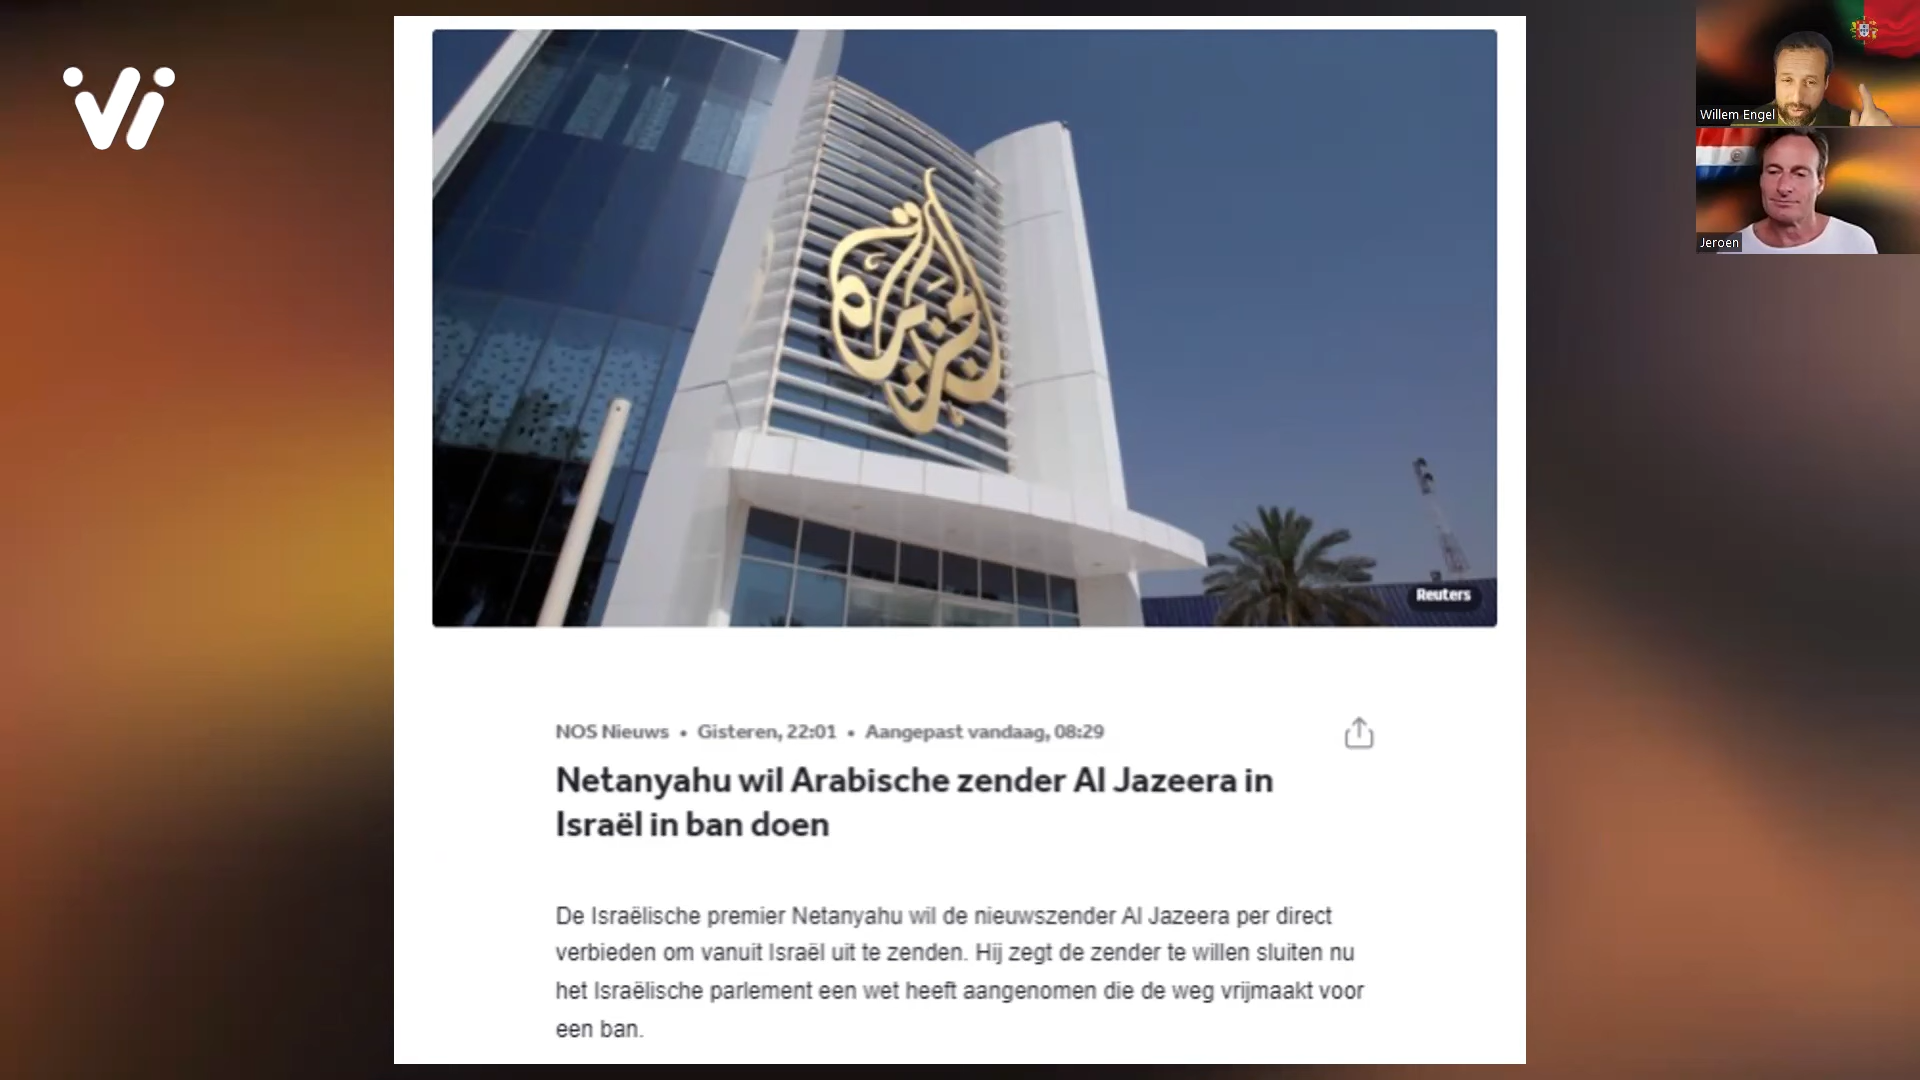 Willem Engel
Jeroen
الجزيرة
Reuters
NOS Nieuws • Gisteren, 22:01 • Aangepast vandaag, 08:29
Netanyahu wil Arabische zender Al Jazeera in
Israël in ban doen
De Israëlische premier Netanyahu wil de nieuwszender Al Jazeera per direct
verbieden om vanuit Israël uit te zenden. Hij zegt de zender te willen sluiten nu
het Israëlische parlement een wet heeft aangenomen die de weg vrijmaakt voor
een ban.